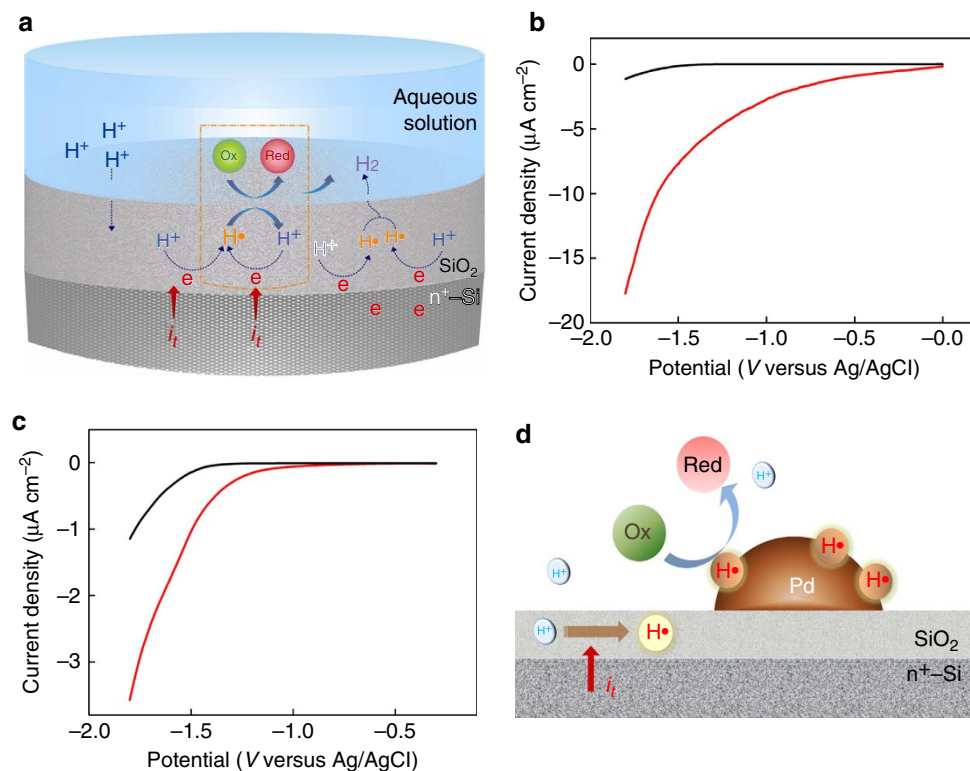 a
Aqueous
solution
H⁺
H⁺
H⁺
Ox
Red
H₂
H⁺
H•
H⁺
H⁺
H•
H•
H⁺
SiO₂
e
e
e
e
n⁺–Si
e
e
iₜ
iₜ
b
Current density (µA cm⁻²)
0
−5
−10
−15
−20
−2.0
−1.5
−1.0
−0.5
−0.0
Potential (V versus Ag/AgCl)
c
Current density (µA cm⁻²)
0
−1
−2
−3
−2.0
−1.5
−1.0
−0.5
Potential (V versus Ag/AgCl)
d
Red
H⁺
Ox
H⁺
H•
H•
H•
Pd
H⁺
H•
SiO₂
n⁺–Si
iₜ